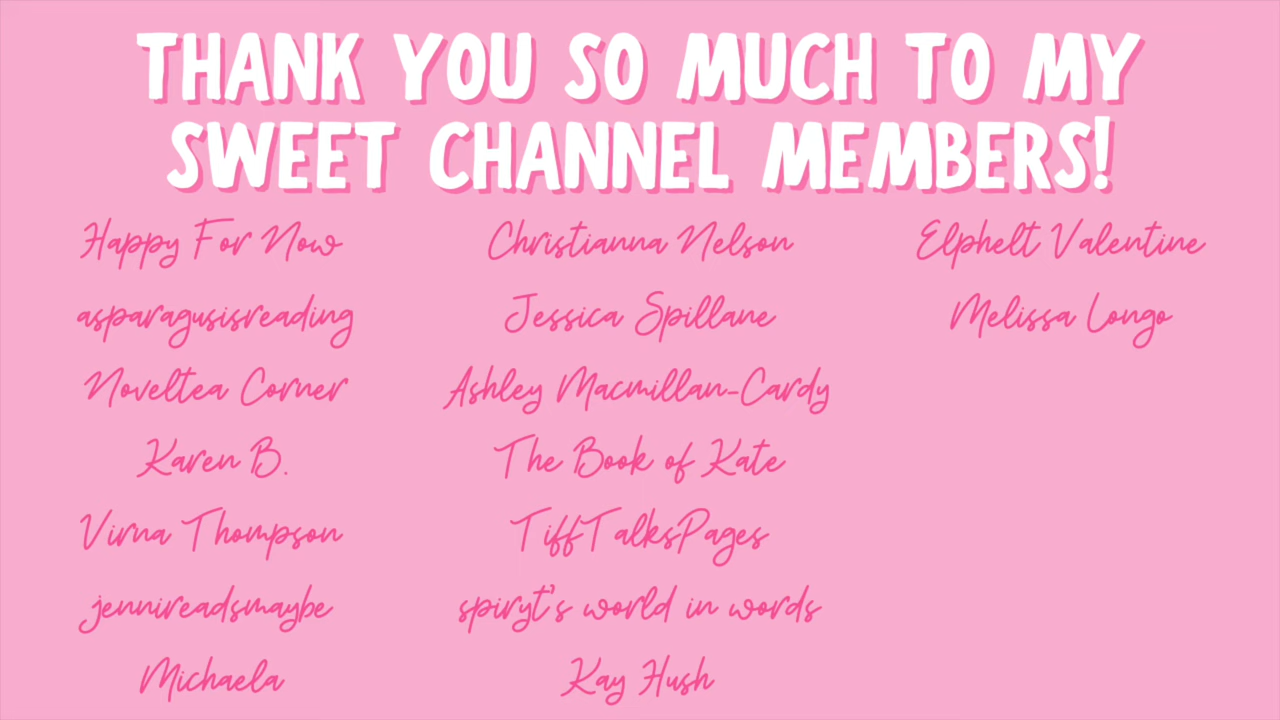 THANK YOU SO MUCH TO MY
SWEET CHANNEL MEMBERS!
Happy For Now
asparagusisreading
Noveltea Corner
Karen B.
Virna Thompson
jennireadsmaybe
Michaela
Christianna Nelson
Jessica Spillane
Ashley Macmillan-Cardy
The Book of Kate
TiffTalksPages
spiryt's world in words
Kay Hush
Elphelt Valentine
Melissa Longo